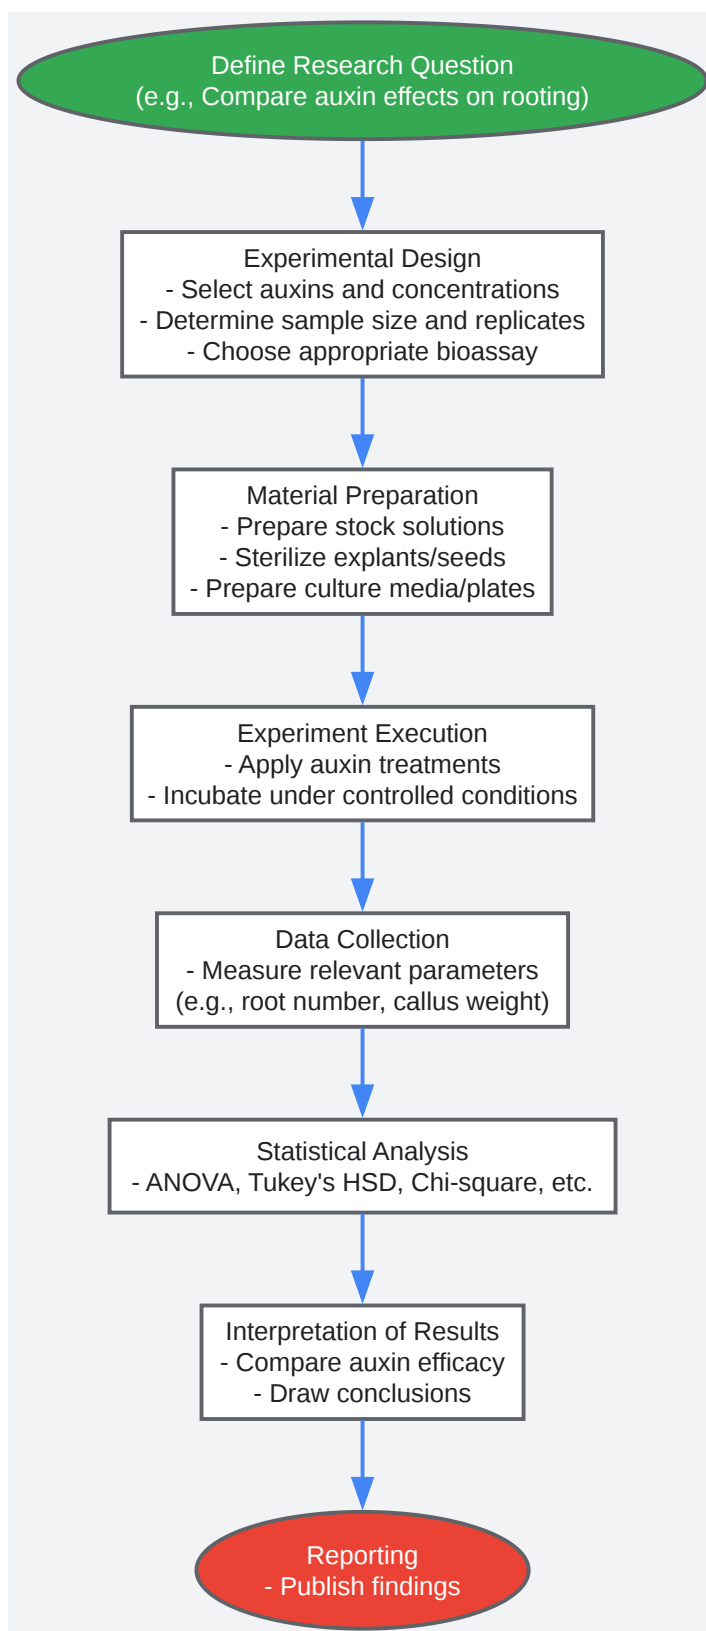 Define Research Question
(e.g., Compare auxin effects on rooting)
Experimental Design
- Select auxins and concentrations
- Determine sample size and replicates
- Choose appropriate bioassay
Material Preparation
- Prepare stock solutions
- Sterilize explants/seeds
- Prepare culture media/plates
Experiment Execution
- Apply auxin treatments
- Incubate under controlled conditions
Data Collection
- Measure relevant parameters
(e.g., root number, callus weight)
Statistical Analysis
- ANOVA, Tukey's HSD, Chi-square, etc.
Interpretation of Results
- Compare auxin efficacy
- Draw conclusions
Reporting
- Publish findings